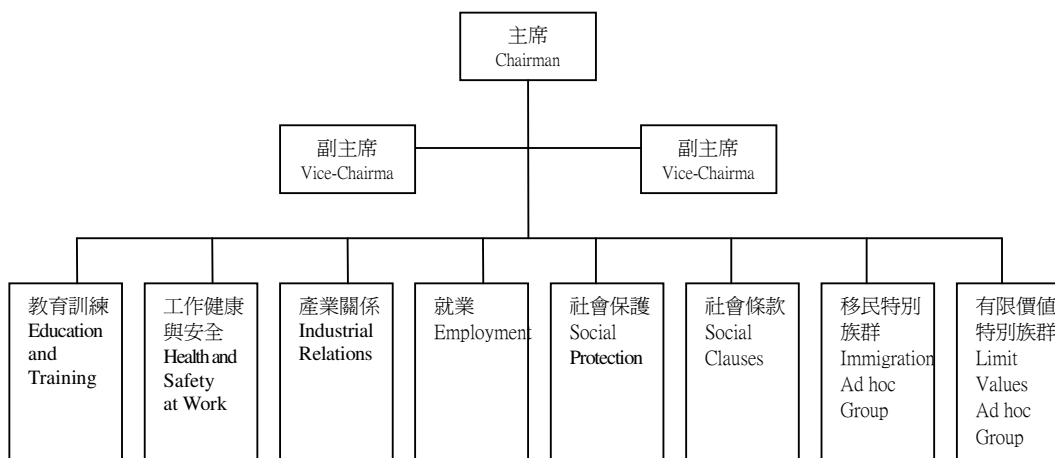 主席
Chairman
副主席
Vice-Chairma
副主席
Vice-Chairma
教育訓練
Education
and
Training
工作健康
與安全
Health and
Safety
at Work
產業關係
Industrial
Relations
就業
Employment
社會保護
Social
Protection
社會條款
Social
Clauses
移民特別
族群
Immigration
Ad hoc
Group
有限價值
特別族群
Limit
Values
Ad hoc
Group